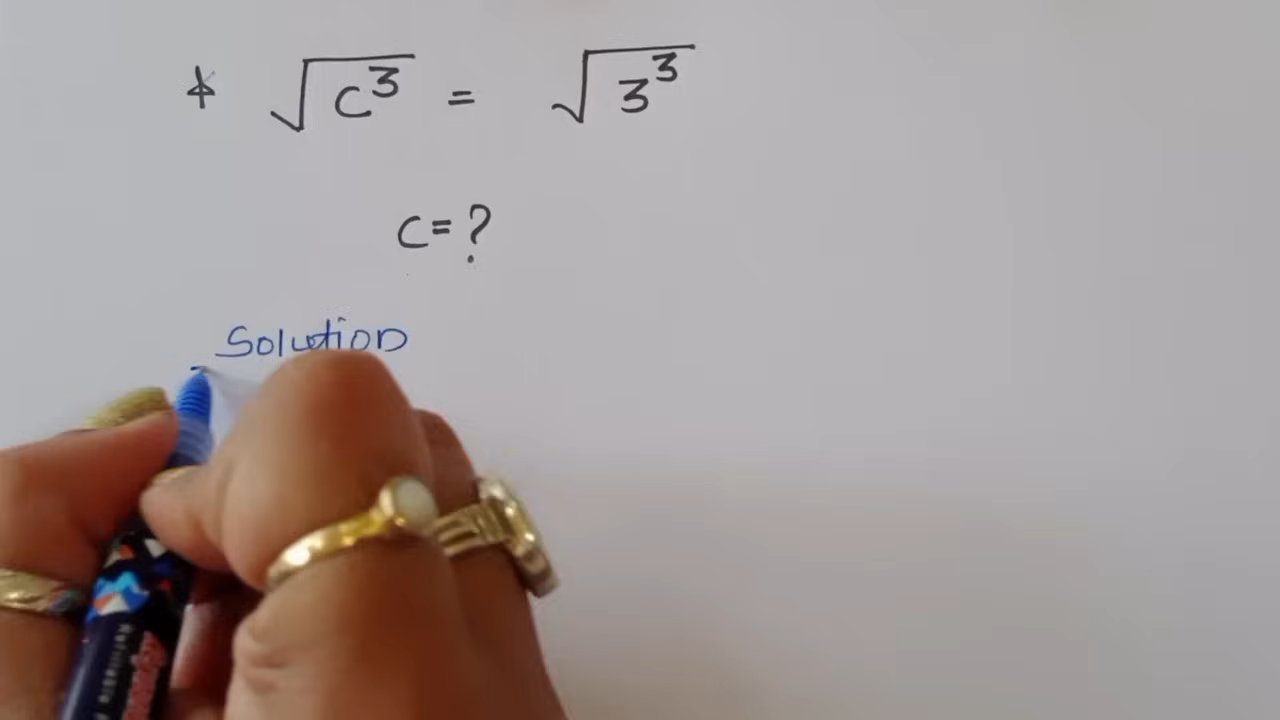 * √c³ = √3³
c = ?
Solution